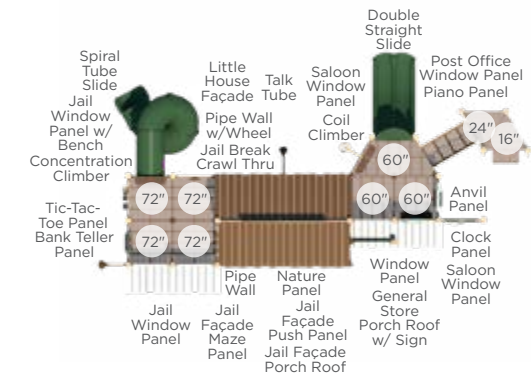 Double
Straight
Slide
Spiral
Tube
Slide
Little
House
Façade
Talk
Tube
Saloon
Window
Panel
Post Office
Window Panel
Piano Panel
Jail
Window
Panel w/
Bench
Concentration
Climber
Pipe Wall
w/Wheel
Jail Break
Crawl Thru
Coil
Climber
24"
16"
60"
72"
72"
60"
60"
Anvil
Panel
Tic-Tac-
Toe Panel
Bank Teller
Panel
72"
72"
Clock
Panel
Saloon
Window
Panel
Jail
Window
Panel
Pipe
Wall
Jail
Façade
Maze
Panel
Nature
Panel
Jail
Façade
Push Panel
Jail Façade
Porch Roof
Window
Panel
General
Store
Porch Roof
w/ Sign